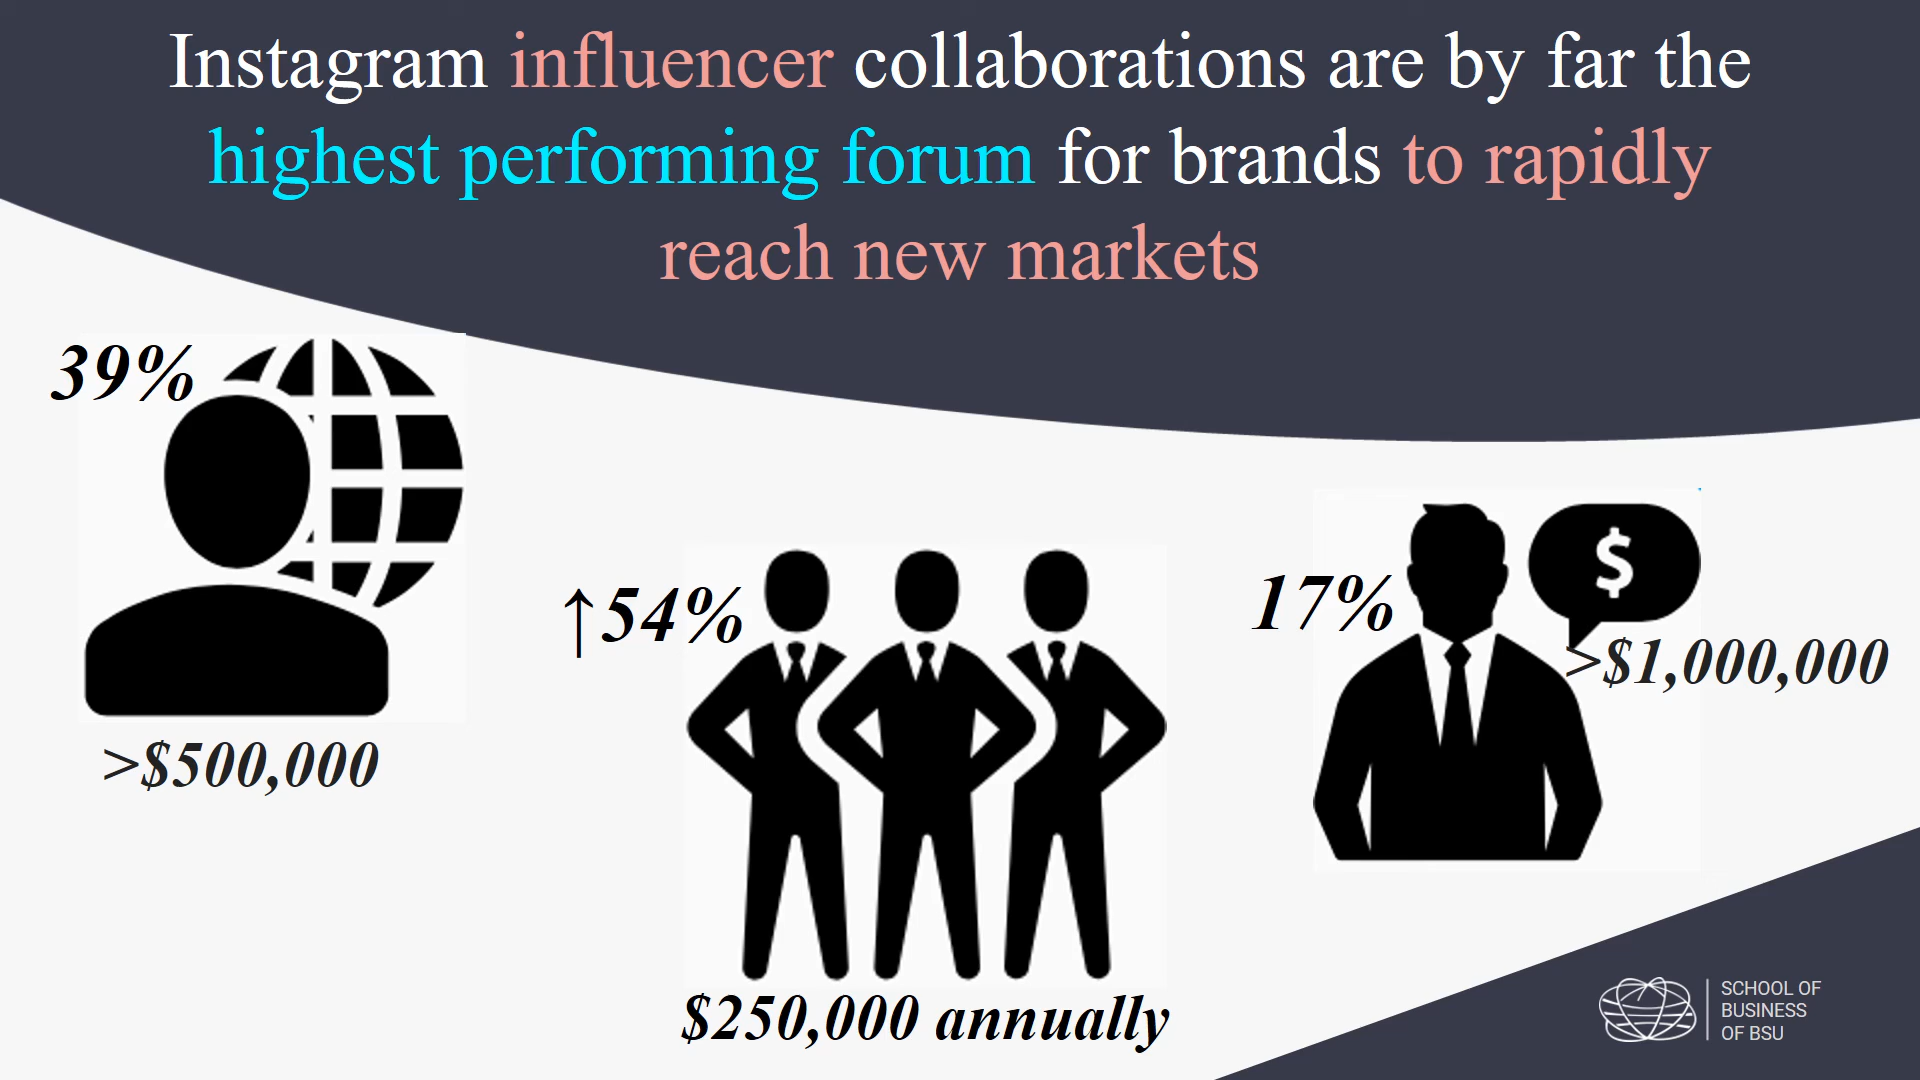 Instagram influencer collaborations are by far the
highest performing forum for brands to rapidly
reach new markets
39%
>$500,000
↑54%
$250,000 annually
17%
$
>$1,000,000
SCHOOL OF
BUSINESS
OF BSU